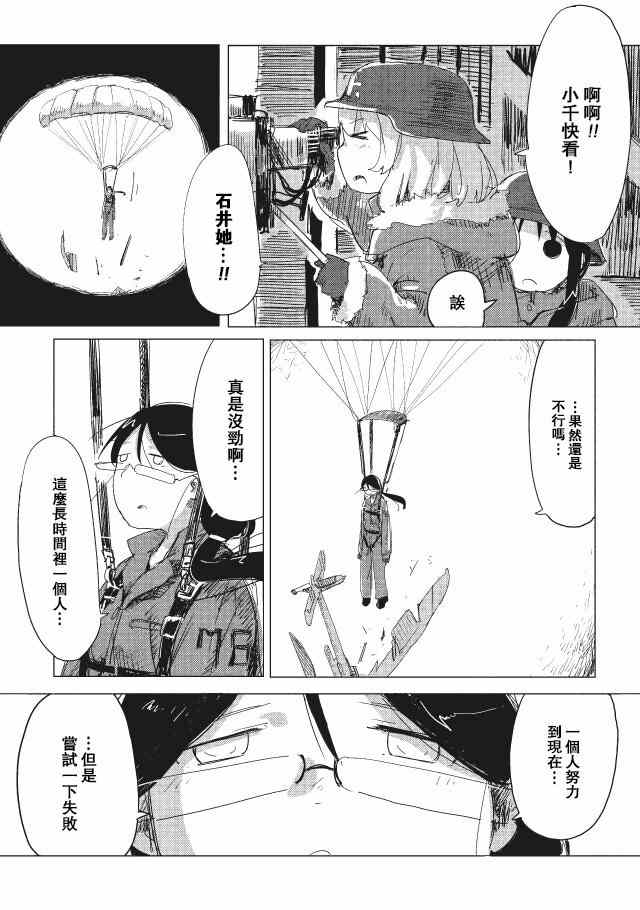 啊啊!!
小千快看！
誒
石井她…!!
…果然還是
不行嗎…
真是沒勁啊…
這麼長時間裡一個人…
MB
一個人努力
到現在…
…但是
嘗試一下失敗